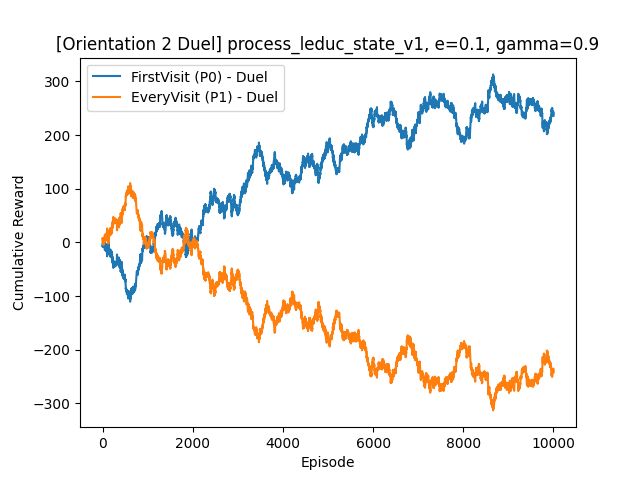 [Orientation 2 Duel] process_leduc_state_v1, e=0.1, gamma=0.9
FirstVisit (P0) - Duel
EveryVisit (P1) - Duel
Cumulative Reward
300
200
100
0
−100
−200
−300
0 2000 4000 6000 8000 10000
Episode